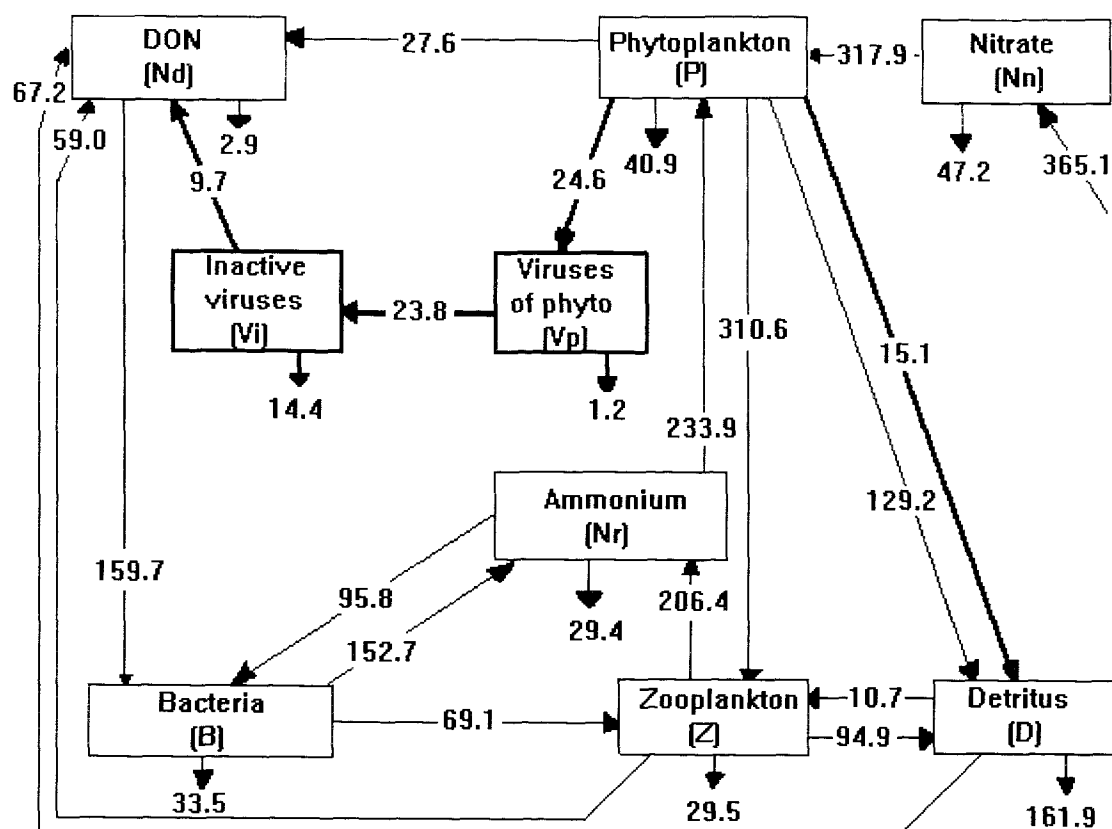 DON
(Nd)
27.6
Phytoplankton
(P)
317.9
Nitrate
(Nn)
67.2
59.0
2.9
40.9
47.2
365.1
9.7
24.6
Inactive
viruses
(Vi)
23.8
Viruses
of phyto
(Vp)
310.6
15.1
14.4
1.2
233.9
129.2
Ammonium
(Nr)
159.7
95.8
152.7
29.4
206.4
Bacteria
(B)
69.1
Zooplankton
(Z)
10.7
94.9
Detritus
(D)
33.5
29.5
161.9